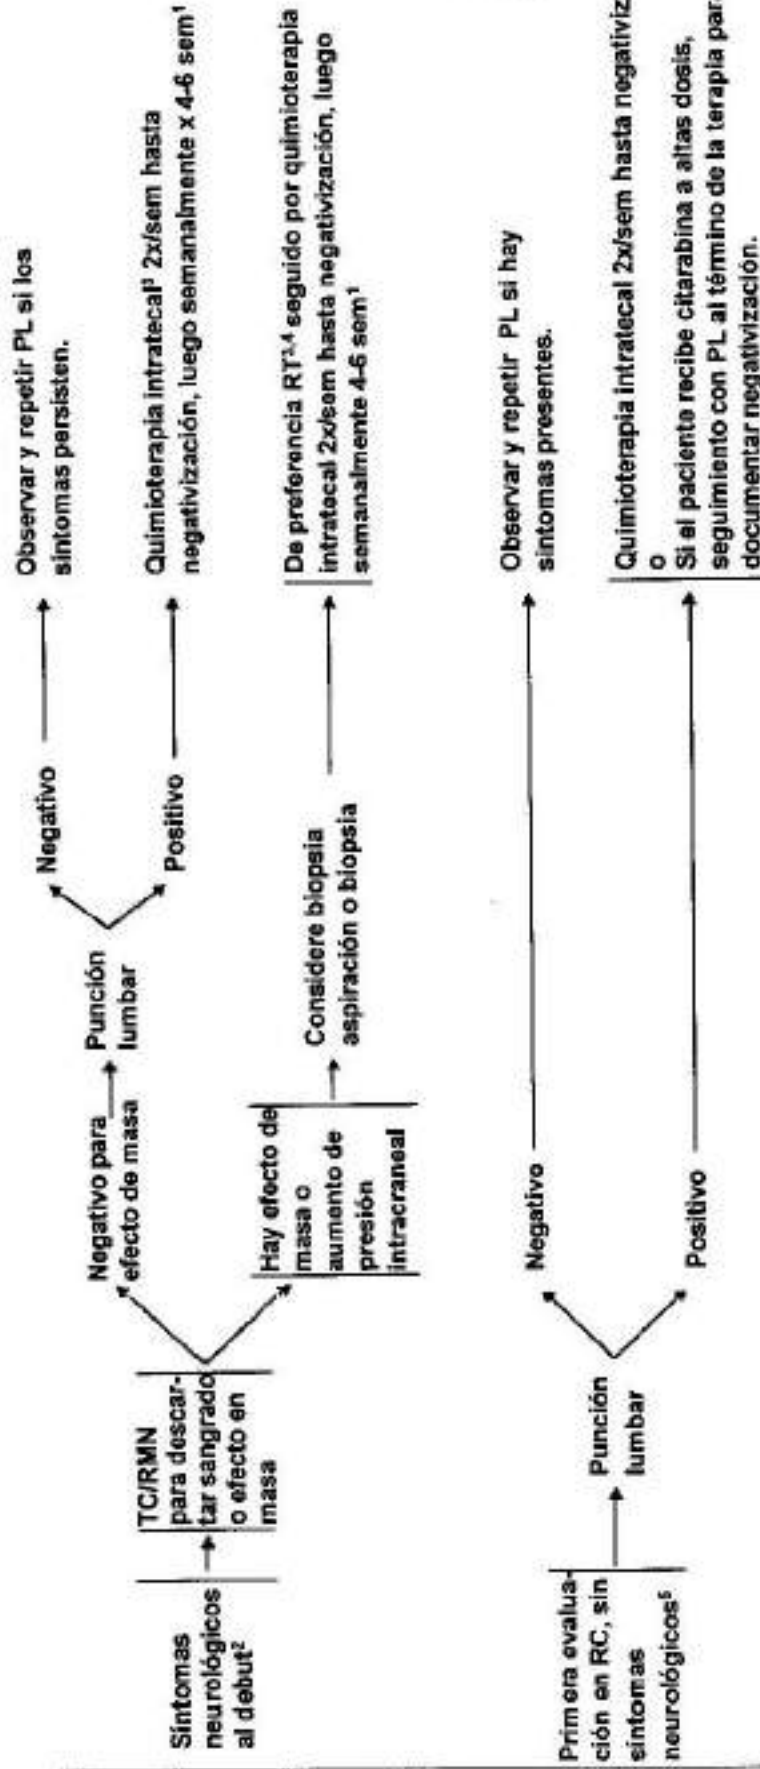 Síntomas
neurológicos
al debut²
TC/RMN
para descar-
tar sangrado
o efecto en
masa
Negativo para
efecto de masa
Punción
lumbar
Negativo
Observar y repetir PL si los
síntomas persisten.
Positivo
Quimioterapia intratecal³ 2x/sem hasta
negativización, luego semanalmente x 4-6 sem¹
Hay efecto de
masa o
aumento de
presión
intracraneal
Considere biopsia
aspiración o biopsia
De preferencia RT³,⁴ seguido por quimioterapia
intratecal 2x/sem hasta negativización, luego
semanalmente 4-6 sem¹
Primera evalua-
ción en RC, sin
síntomas
neurológicos⁵
Punción
lumbar
Negativo
Observar y repetir PL si hay
síntomas presentes.
Positivo
Quimioterapia intratecal 2x/sem hasta negativiz
o
Si el paciente recibe citarabina a altas dosis,
seguimiento con PL al término de la terapia par
documentar negativización.